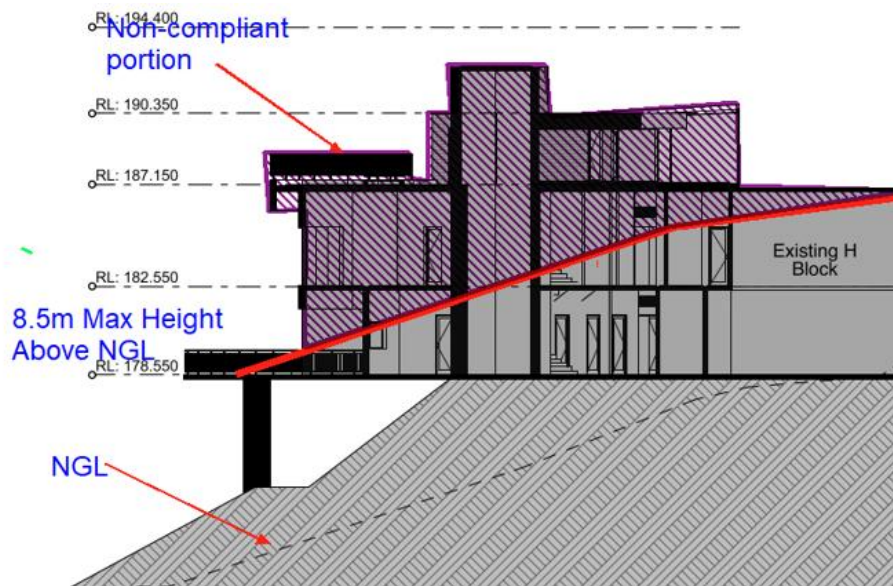 RL: 194.400
Non-compliant
portion
RL: 190.350
RL: 187.150
Existing H
Block
RL: 182.550
8.5m Max Height
Above NGL
RL: 178.550
NGL